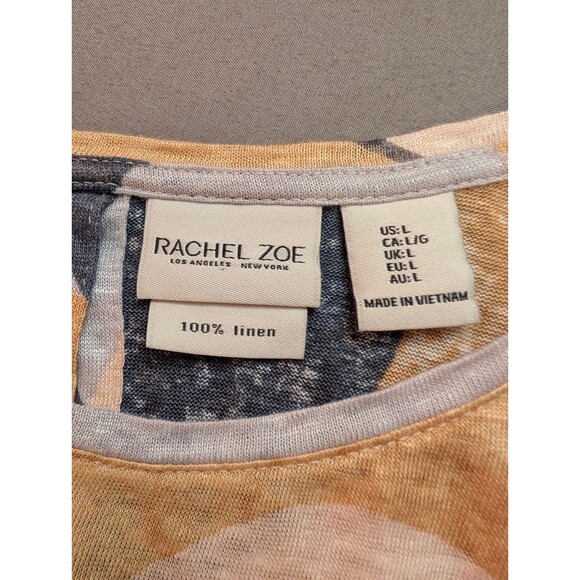 RACHEL ZOE
LOS ANGELES NEW YORK
100% linen
US: L
CA: L/G
UK: L
EU: L
AU: L
MADE IN VIETNAM